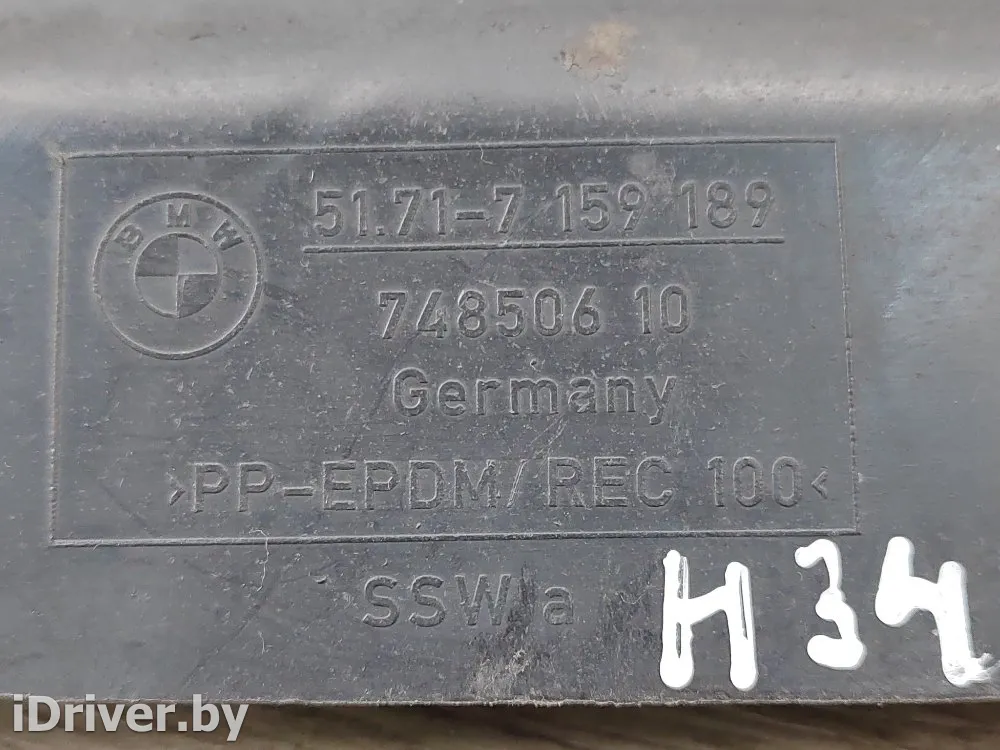 BMW
51.71-7 159 189
748506 10
Germany
>PP-EPDM/REC 100<
SSW a
H34
iDriver.by